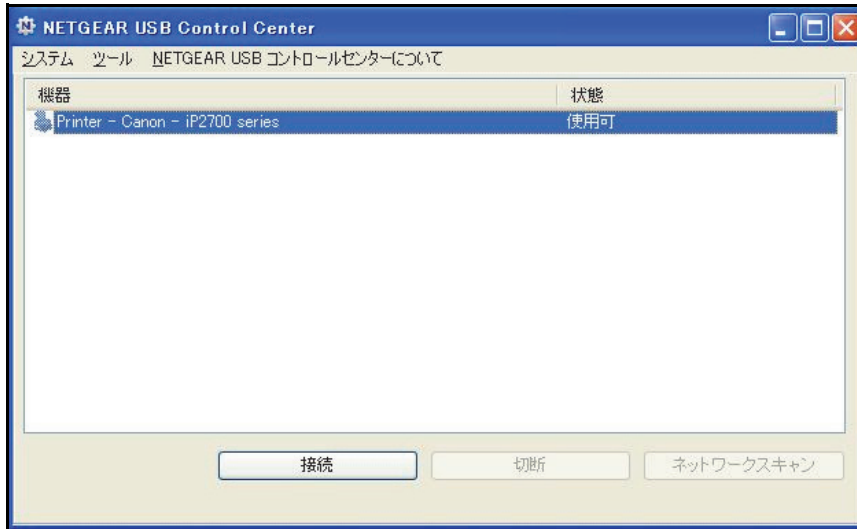 NETGEAR USB Control Center
システム ツール NETGEAR USB コントロールセンターについて
機器 状態
Printer - Canon - iP2700 series 使用可
接続 切断 ネットワークスキャン